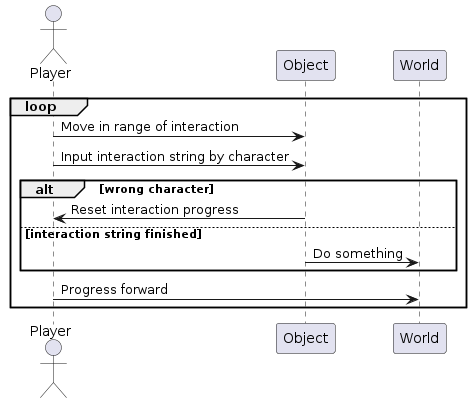 Player
Object
World
loop
Move in range of interaction
Input interaction string by character
alt
[wrong character]
Reset interaction progress
[interaction string finished]
Do something
Progress forward
Player
Object
World